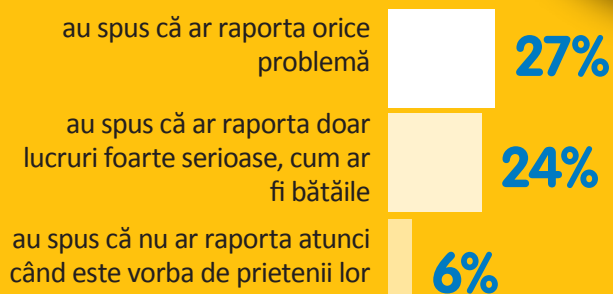 au spus că ar raporta orice
problemă
27%
au spus că ar raporta doar
lucruri foarte serioase, cum ar
fi bătăile
24%
au spus că nu ar raporta atunci
când este vorba de prietenii lor
6%